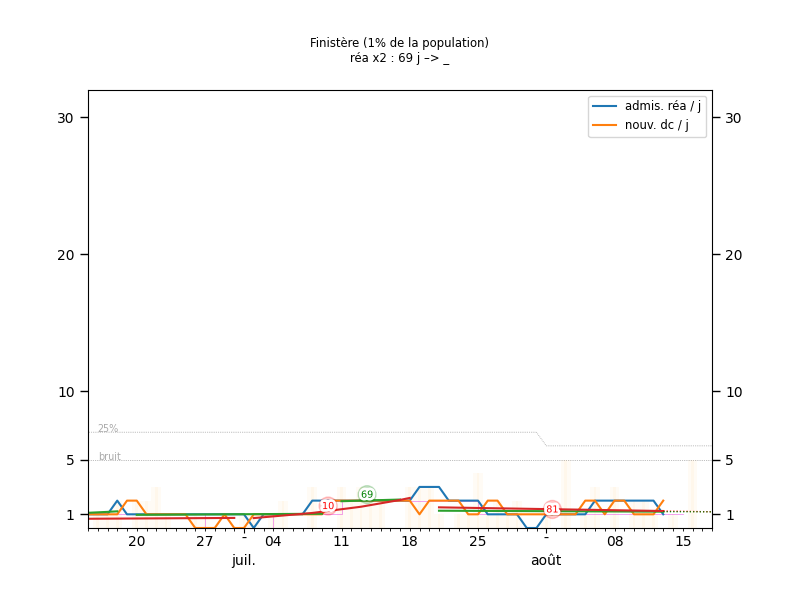 Finistère (1% de la population)
réa x2 : 69 j –> _
admis. réa / j
nouv. dc / j
30 30
20 20
10 10
25%
bruit
5 5
69
10
81
1 1
20 27 - 04 11 18 25 - 08 15
juil. août